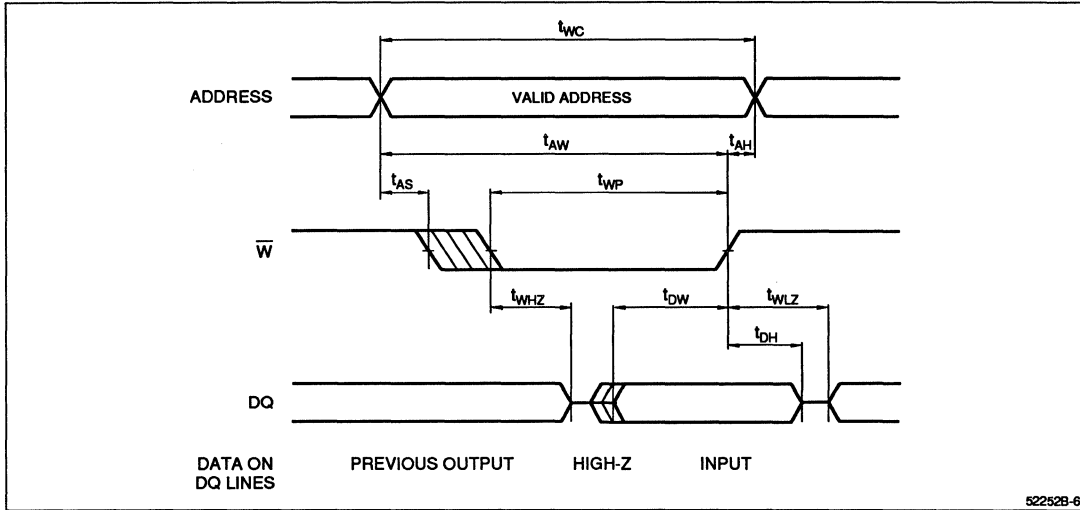 tWC
ADDRESS
VALID ADDRESS
tAW
tAH
tAS
tWP
W̅
tWHZ
tDW
tWLZ
tDH
DQ
DATA ON PREVIOUS OUTPUT HIGH-Z INPUT
DQ LINES
52252B-6